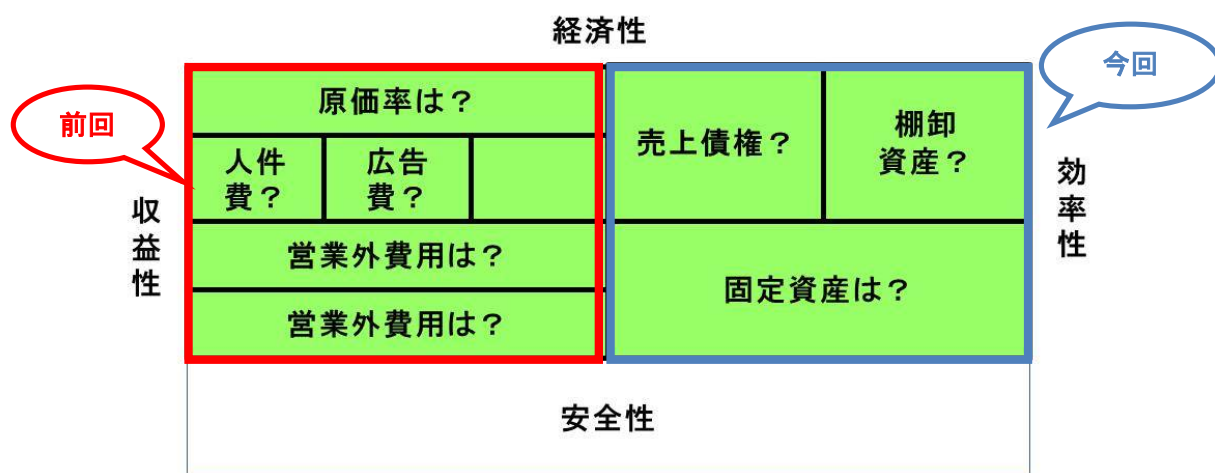 経済性
今回
前回
原価率は？
人件
費？
広告
費？
営業外費用は？
営業外費用は？
売上債権？
棚卸
資産？
固定資産は？
収益性
効率性
安全性